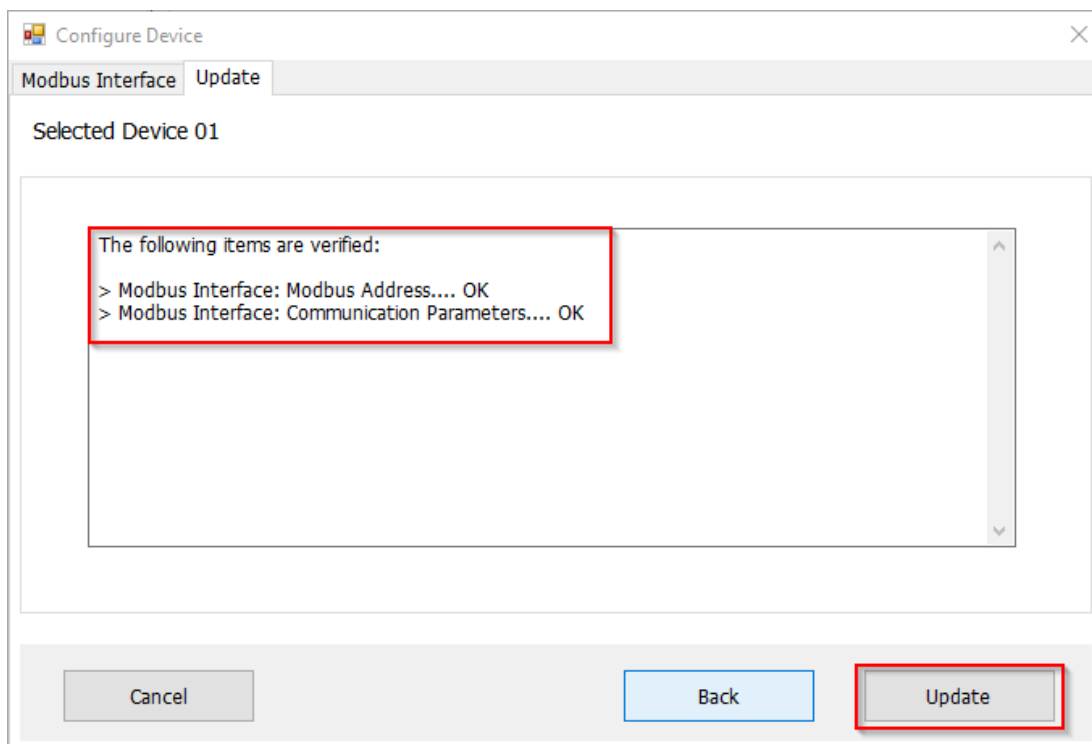 Configure Device
Modbus Interface Update
Selected Device 01
The following items are verified:
> Modbus Interface: Modbus Address.... OK
> Modbus Interface: Communication Parameters.... OK
Cancel Back Update